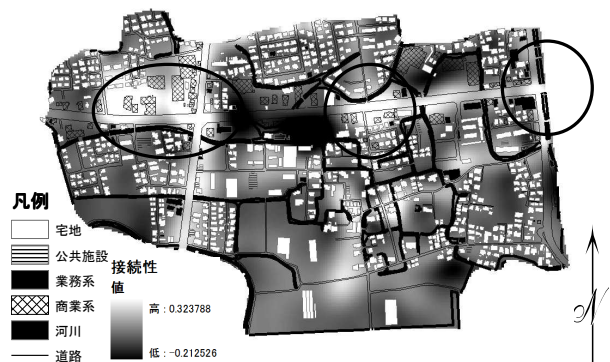 凡例
宅地
公共施設
業務系
商業系
河川
道路
接続性
値
高 : 0.323788
低 : -0.212526
N